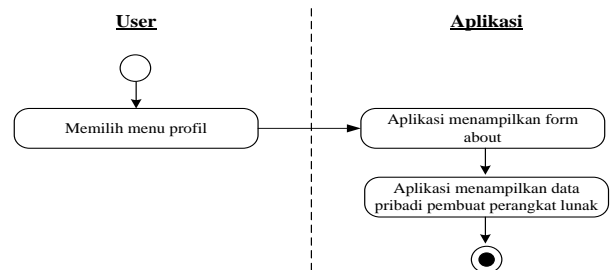 User
Aplikasi
Memilih menu profil
Aplikasi menampilkan form
about
Aplikasi menampilkan data
pribadi pembuat perangkat lunak